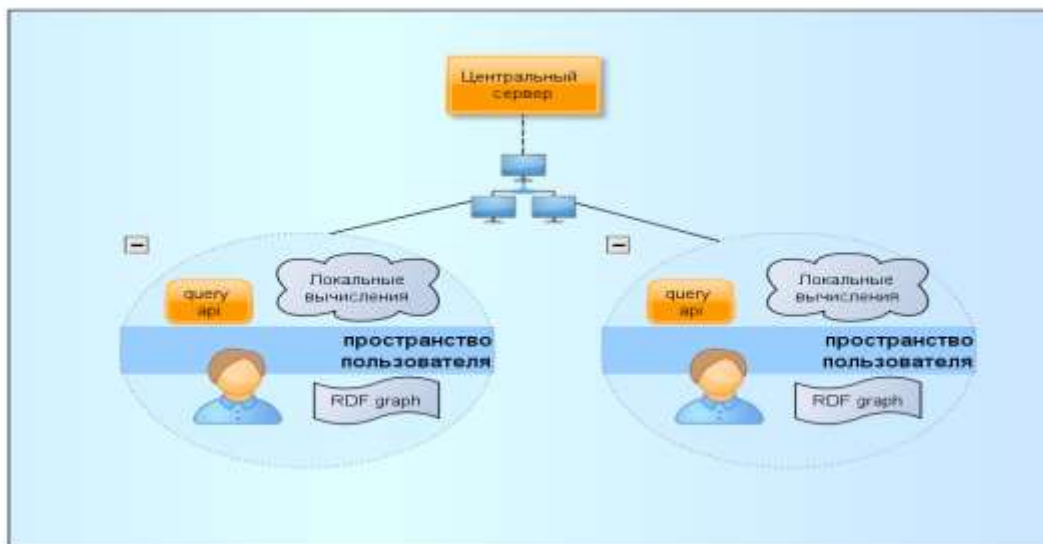 Центральный
сервер
Локальные
вычисления
query
api
пространство
пользователя
RDF graph
Локальные
вычисления
query
api
пространство
пользователя
RDF graph